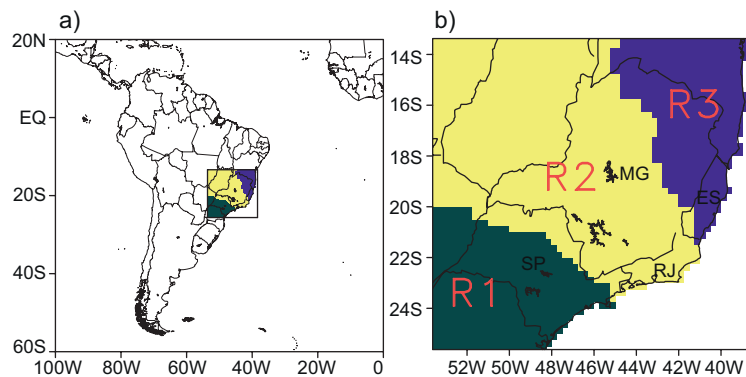 a)
20N
EQ
20S
40S
60S
100W 80W 60W 40W 20W 0
b)
14S
16S
18S
20S
22S
24S
R3
R2 MG
ES
RJ
SP
R1
52W 50W 48W 46W 44W 42W 40W